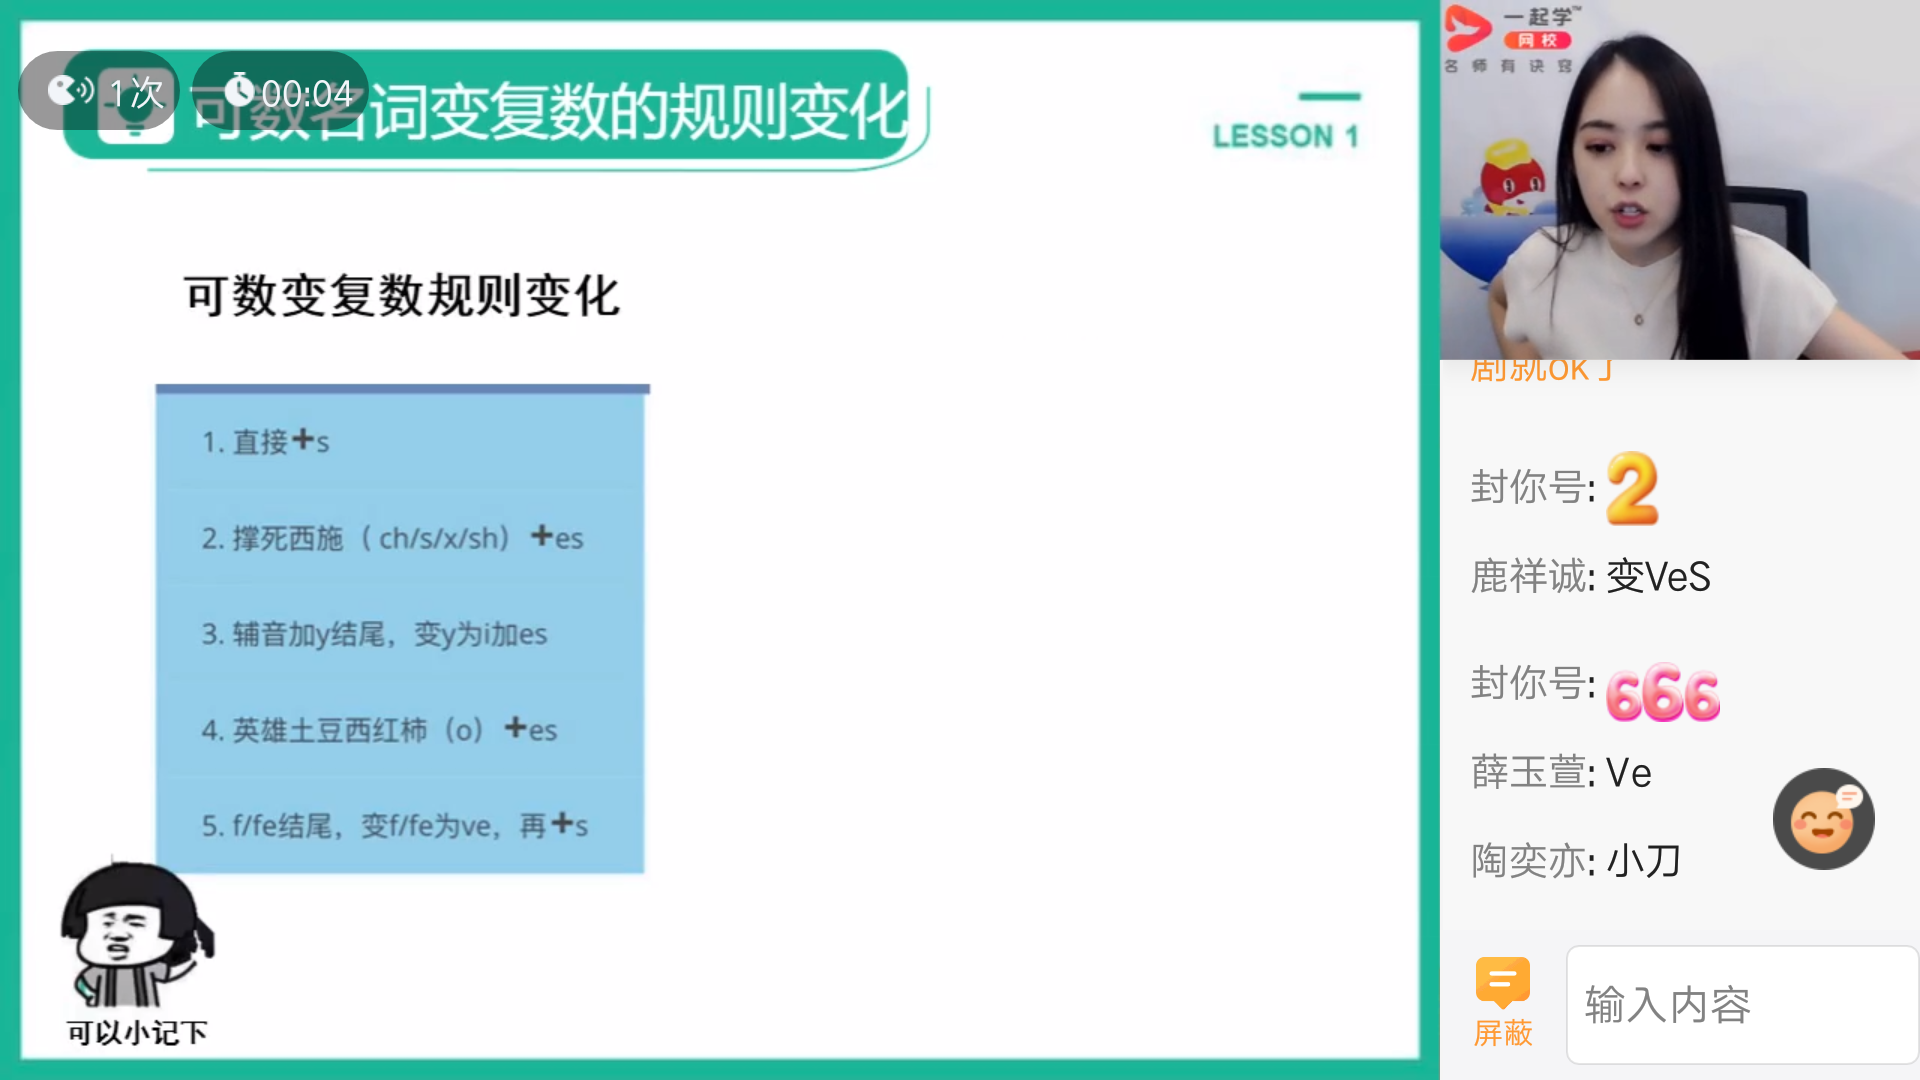 1次
00:04
可数名词变复数的规则变化
LESSON 1
可数变复数规则变化
1. 直接+s
2. 撑死西施（ch/s/x/sh）+es
3. 辅音加y结尾，变y为i加es
4. 英雄土豆西红柿（o）+es
5. f/fe结尾，变f/fe为ve，再+s
可以小记下
一起学™
网校
名师有诀窍
剧就ok了
封你号: 2
鹿祥诚: 变VeS
封你号: 666
薛玉萱: Ve
陶奕亦: 小刀
屏蔽
输入内容